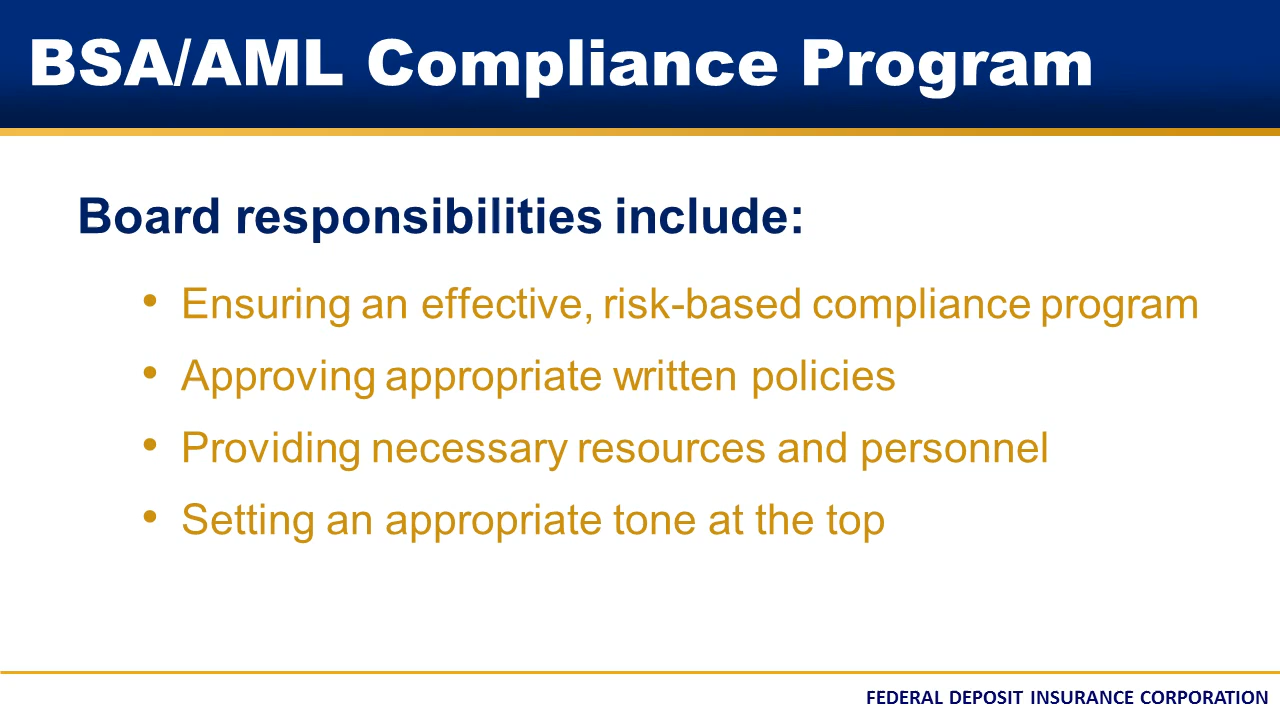 BSA/AML Compliance Program
Board responsibilities include:
• Ensuring an effective, risk-based compliance program
• Approving appropriate written policies
• Providing necessary resources and personnel
• Setting an appropriate tone at the top
FEDERAL DEPOSIT INSURANCE CORPORATION